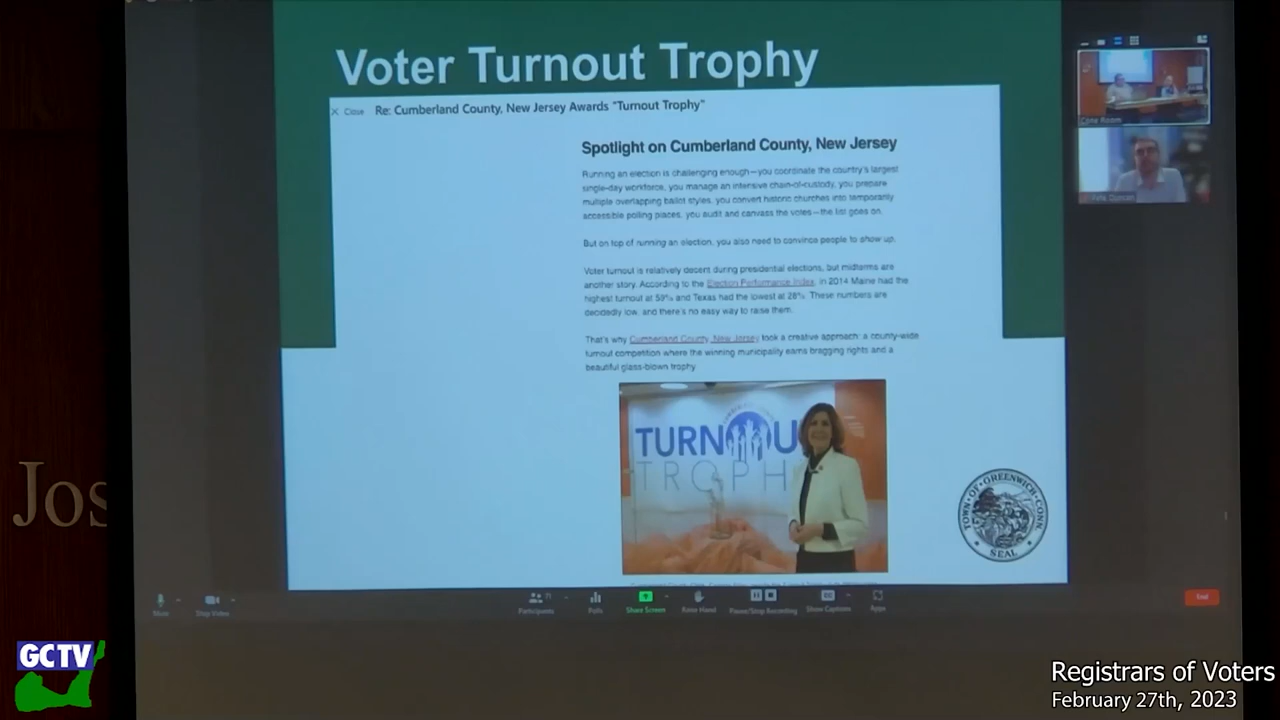 Voter Turnout Trophy
Close
Re: Cumberland County, New Jersey Awards "Turnout Trophy"
Spotlight on Cumberland County, New Jersey
Running an election is challenging enough—you coordinate the country's largest
single-day workforce, you manage an intensive chain-of-custody, you prepare
multiple overlapping ballot styles, you convert historic churches into temporarily
accessible polling places, you audit and canvass the votes—the list goes on.
But on top of running an election, you also need to convince people to show up.
Voter turnout is relatively decent during presidential elections, but midterms are
another story. According to the Election Performance Index, in 2014 Maine had the
highest turnout at 59% and Texas had the lowest at 28%. These numbers are
decidedly low, and there's no easy way to raise them.
That's why Cumberland County, New Jersey took a creative approach: a county-wide
turnout competition where the winning municipality earns bragging rights and a
beautiful glass-blown trophy
TURNOU
TROPH
TOWN OF GREENWICH CONN.
SEAL
Cone Room
Mute
Stop Video
Participants
Polls
Share Screen
Raise Hand
Pause/Stop Recording
CC
Show Captions
Apps
End
Jos
GCTV
Registrars of Voters
February 27th, 2023